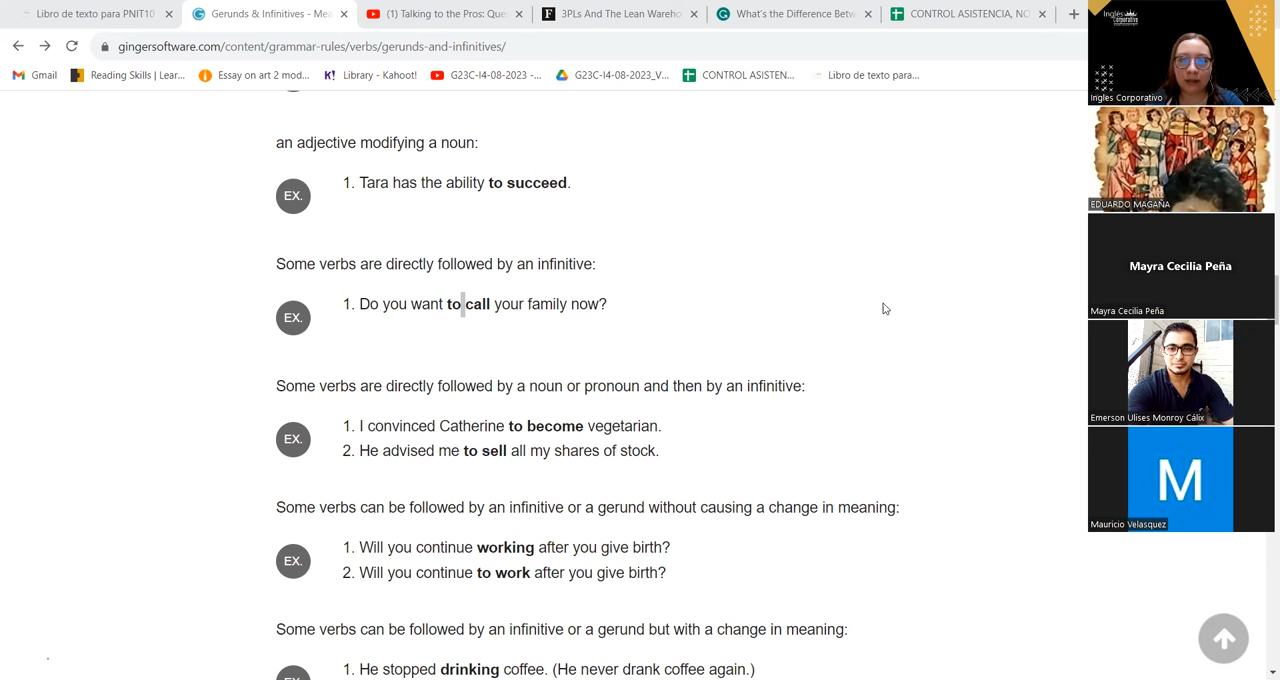 Libro de texto para PNIT10
Gerunds & Infinitives - Mea
(1) Talking to the Pros: Que
3PLs And The Lean Wareho
What's the Difference Betw
CONTROL ASISTENCIA, NO
gingersoftware.com/content/grammar-rules/verbs/gerunds-and-infinitives/
Gmail
Reading Skills | Lear...
Essay on art 2 mod...
Library - Kahoot!
G23C-I4-08-2023 -...
G23C-I4-08-2023_V...
CONTROL ASISTEN...
Libro de texto para...
an adjective modifying a noun:
EX.
1. Tara has the ability to succeed.
Some verbs are directly followed by an infinitive:
EX.
1. Do you want to call your family now?
Some verbs are directly followed by a noun or pronoun and then by an infinitive:
EX.
1. I convinced Catherine to become vegetarian.
2. He advised me to sell all my shares of stock.
Some verbs can be followed by an infinitive or a gerund without causing a change in meaning:
EX.
1. Will you continue working after you give birth?
2. Will you continue to work after you give birth?
Some verbs can be followed by an infinitive or a gerund but with a change in meaning:
EX.
1. He stopped drinking coffee. (He never drank coffee again.)
Inglés
Corporativo
Ingles Corporativo
EDUARDO MAGAÑA
Mayra Cecilia Peña
Mayra Cecilia Peña
Emerson Ulises Monroy Cálix
M
Mauricio Velasquez